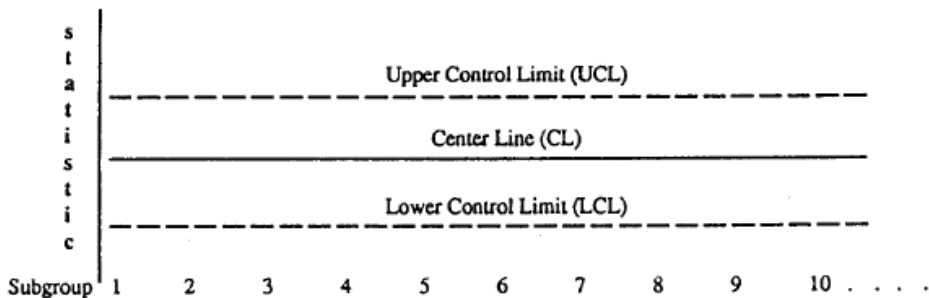 statistic
Upper Control Limit (UCL)
Center Line (CL)
Lower Control Limit (LCL)
Subgroup 1 2 3 4 5 6 7 8 9 10 . . . .